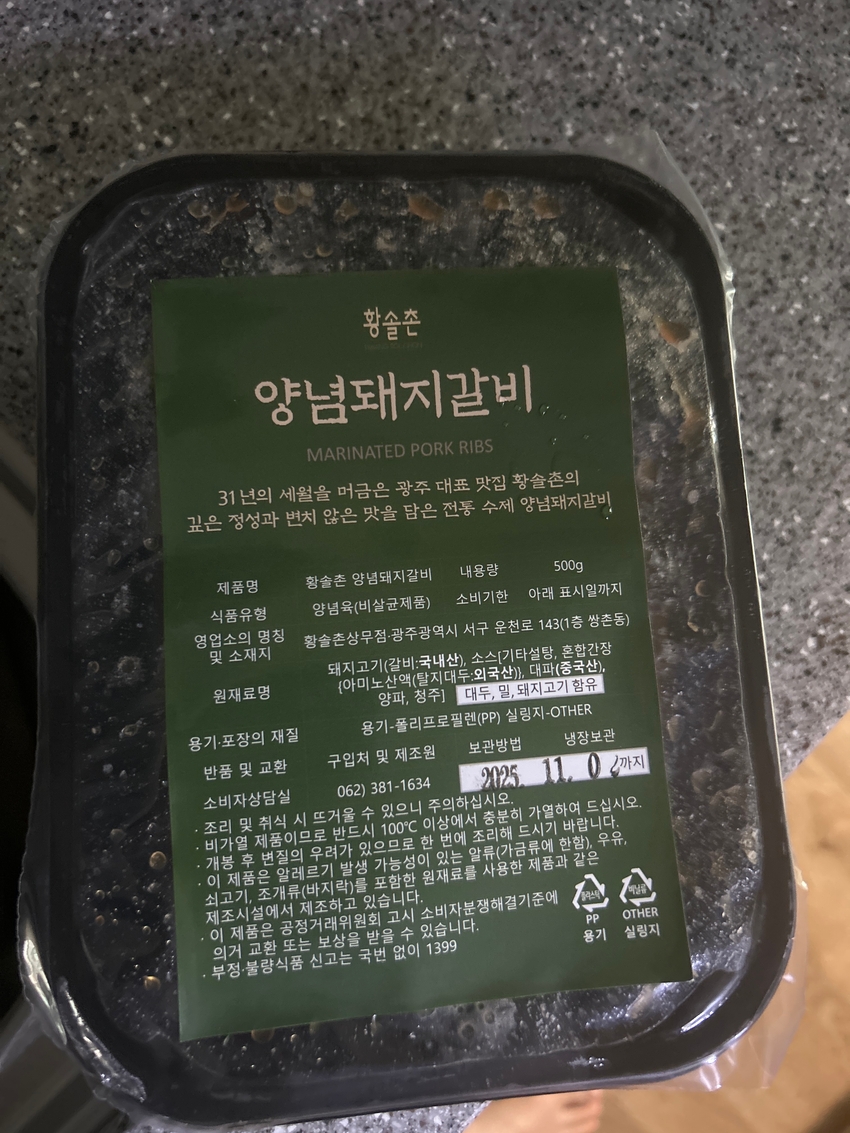 황솔촌
양념돼지갈비
MARINATED PORK RIBS
31년의 세월을 머금은 광주 대표 맛집 황솔촌의
깊은 정성과 변치 않은 맛을 담은 전통 수제 양념돼지갈비
제품명 황솔촌 양념돼지갈비 내용량 500g
식품유형 양념육(비살균제품) 소비기한 아래 표시일까지
영업소의 명칭 및 소재지 황솔촌상무점·광주광역시 서구 운천로 143(1층 쌍촌동)
원재료명 돼지고기(갈비:국내산), 소스[기타설탕, 혼합간장
{아미노산액(탈지대두:외국산)}, 대파(중국산),
양파, 청주] 대두, 밀, 돼지고기 함유
용기·포장의 재질 용기-폴리프로필렌(PP) 실링지-OTHER
반품 및 교환 구입처 및 제조원 보관방법 냉장보관
소비자상담실 062) 381-1634 2025. 11. 0 까지
· 조리 및 취식 시 뜨거울 수 있으니 주의하십시오.
· 비가열 제품이므로 반드시 100℃ 이상에서 충분히 가열하여 드십시오.
· 개봉 후 변질의 우려가 있으므로 한 번에 조리해 드시기 바랍니다.
· 이 제품은 알레르기 발생 가능성이 있는 알류(가금류에 한함), 우유,
쇠고기, 조개류(바지락)를 포함한 원재료를 사용한 제품과 같은
제조시설에서 제조하고 있습니다.
· 이 제품은 공정거래위원회 고시 소비자분쟁해결기준에
의거 교환 또는 보상을 받을 수 있습니다.
· 부정·불량식품 신고는 국번 없이 1399
플라스틱 비닐류
PP OTHER
용기 실링지